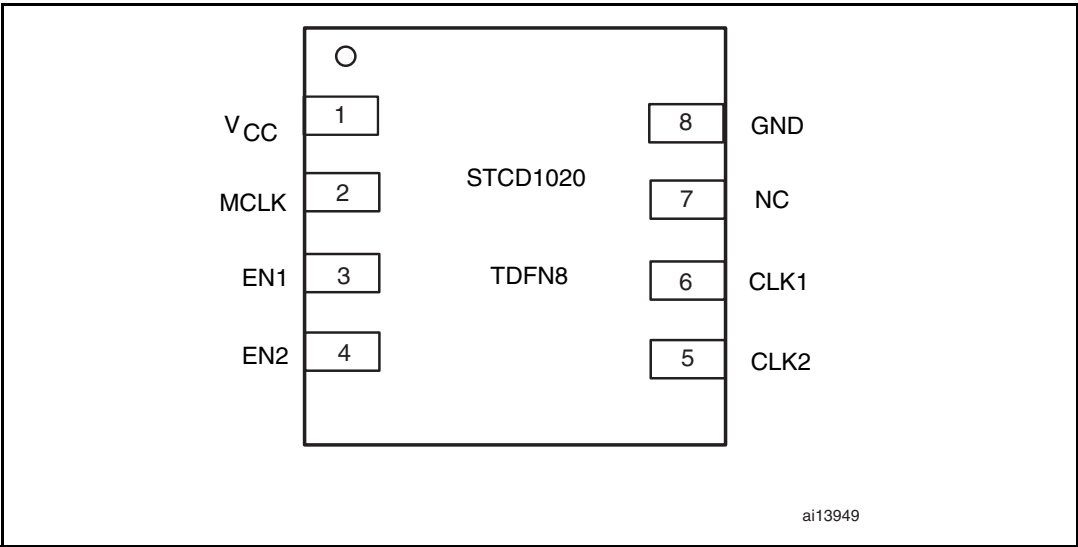 VCC 1 8 GND
STCD1020
MCLK 2 7 NC
EN1 3 TDFN8 6 CLK1
EN2 4 5 CLK2
ai13949